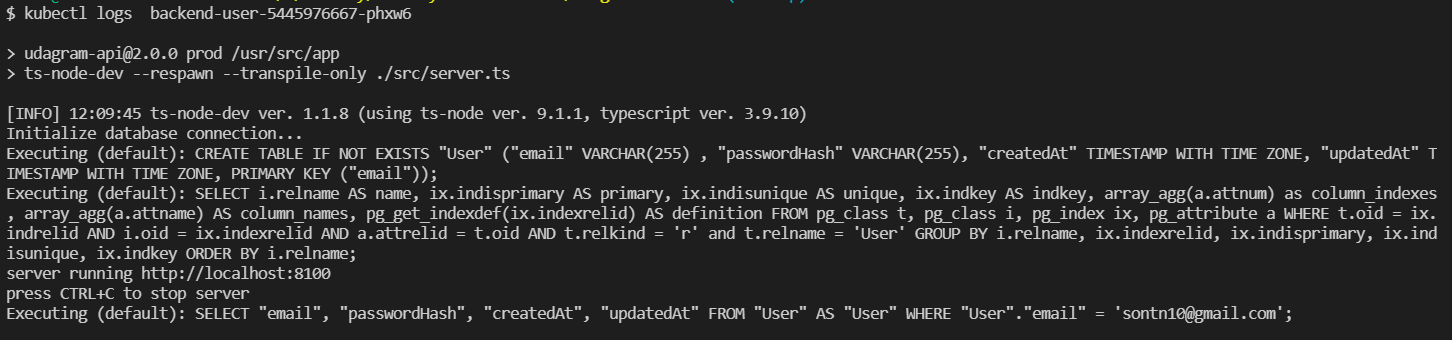 $ kubectl logs  backend-user-5445976667-phxw6
> udagram-api@2.0.0 prod /usr/src/app
> ts-node-dev --respawn --transpile-only ./src/server.ts
[INFO] 12:09:45 ts-node-dev ver. 1.1.8 (using ts-node ver. 9.1.1, typescript ver. 3.9.10)
Initialize database connection...
Executing (default): CREATE TABLE IF NOT EXISTS "User" ("email" VARCHAR(255) , "passwordHash" VARCHAR(255), "createdAt" TIMESTAMP WITH TIME ZONE, "updatedAt" T
IMESTAMP WITH TIME ZONE, PRIMARY KEY ("email"));
Executing (default): SELECT i.relname AS name, ix.indisprimary AS primary, ix.indisunique AS unique, ix.indkey AS indkey, array_agg(a.attnum) as column_indexes
, array_agg(a.attname) AS column_names, pg_get_indexdef(ix.indexrelid) AS definition FROM pg_class t, pg_class i, pg_index ix, pg_attribute a WHERE t.oid = ix.
indrelid AND i.oid = ix.indexrelid AND a.attrelid = t.oid AND t.relkind = 'r' and t.relname = 'User' GROUP BY i.relname, ix.indexrelid, ix.indisprimary, ix.ind
isunique, ix.indkey ORDER BY i.relname;
server running http://localhost:8100
press CTRL+C to stop server
Executing (default): SELECT "email", "passwordHash", "createdAt", "updatedAt" FROM "User" AS "User" WHERE "User"."email" = 'sontn10@gmail.com';